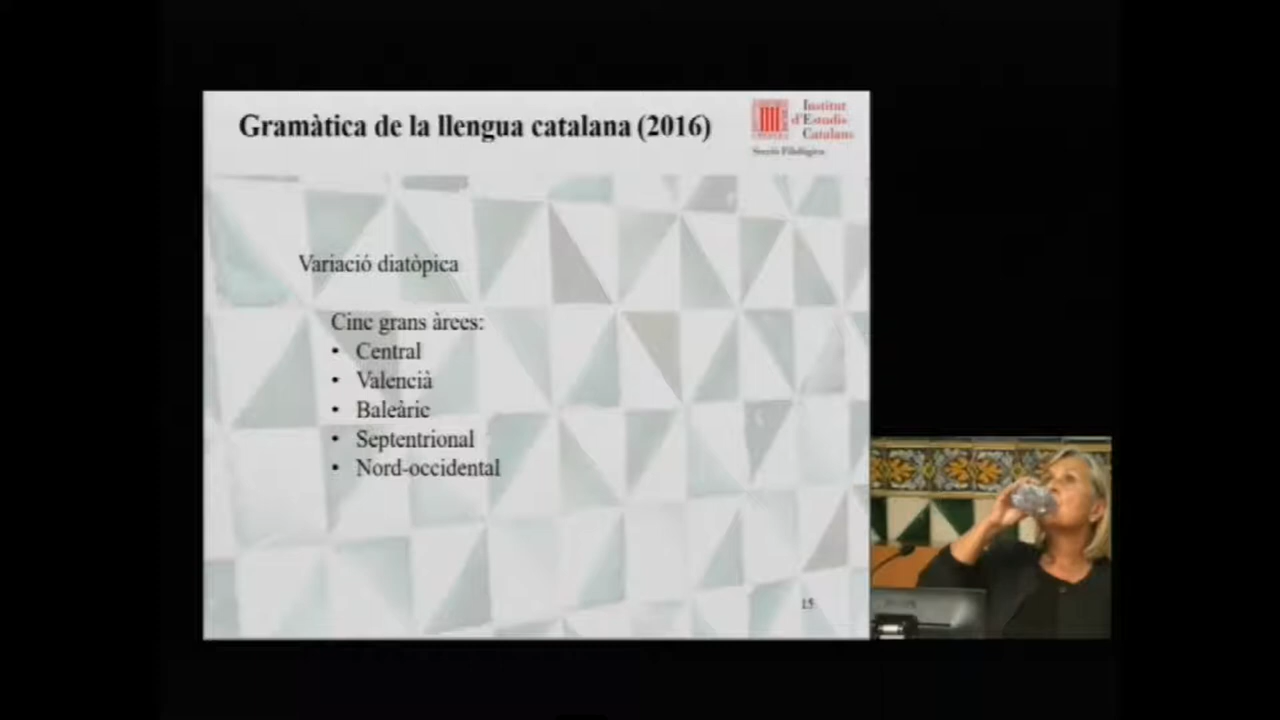 Gramàtica de la llengua catalana (2016)
Institut
d'Estudis
Catalans
Secció Filològica
Variació diatòpica
Cinc grans àrees:
• Central
• Valencià
• Baleàric
• Septentrional
• Nord-occidental
15